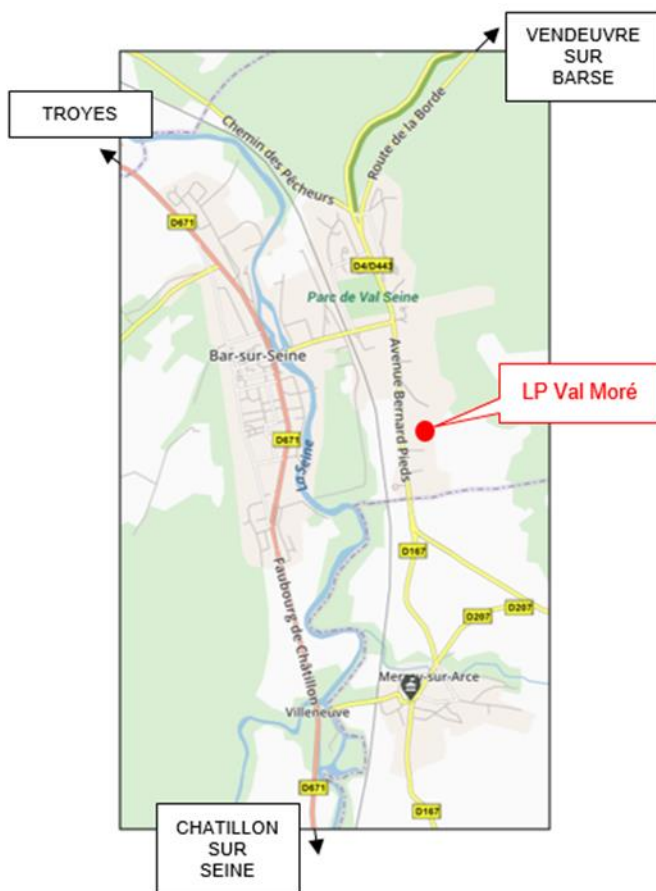 VENDEUVRE
SUR
BARSE
TROYES
Chemin des Pêcheurs
Route de la Borde
D671
D4/D443
Parc de Val Seine
Bar-sur-Seine
Avenue Bernard Pieds
LP Val Moré
D671
La Seine
D167
Faubourg de Châtillon
D207
D207
Villeneuve
D671
D167
CHATILLON
SUR
SEINE